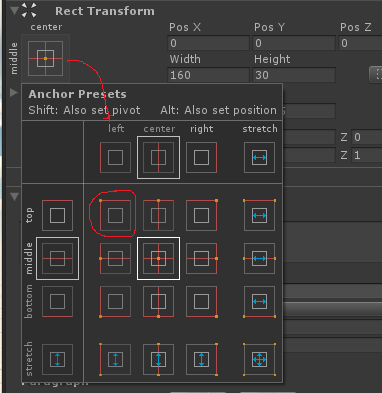 Rect Transform
center
Pos X Pos Y Pos Z
middle
0 0 0
Width Height
160 30
Anchor Presets
Shift: Also set pivot Alt: Also set position
left center right stretch
Z 0
Z 1
top
middle
bottom
stretch